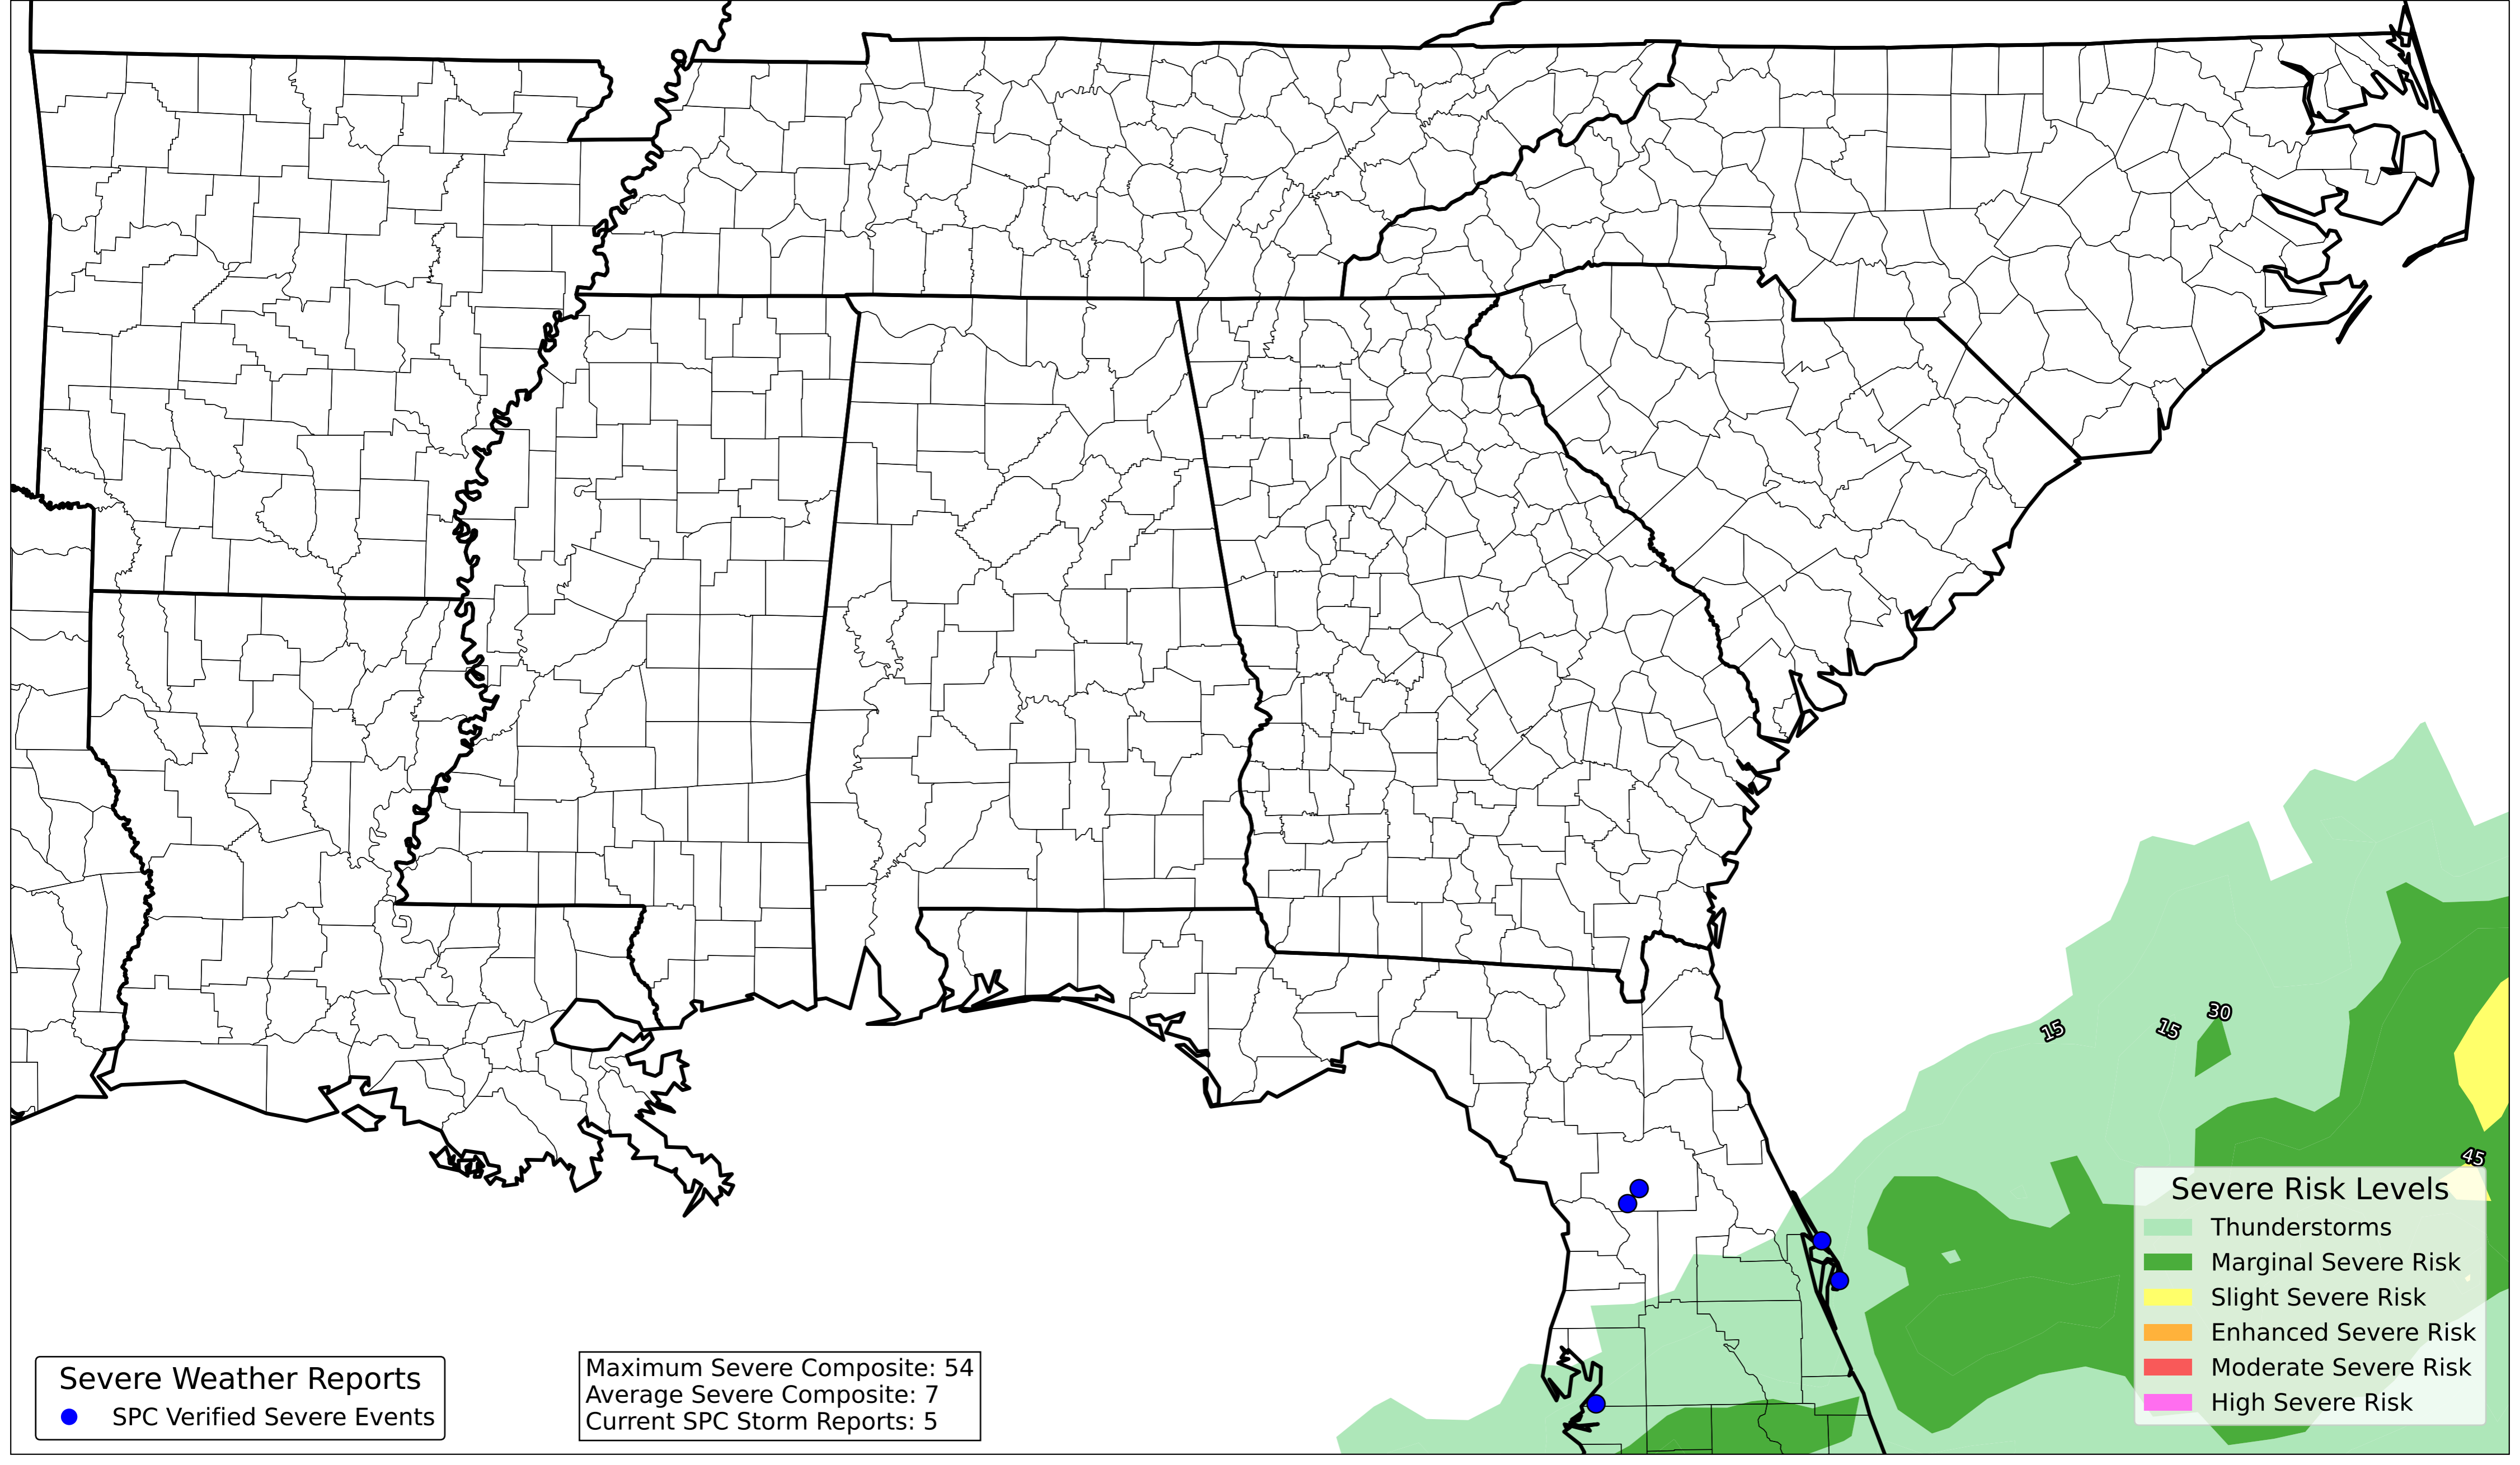 15
15
30
45
Severe Risk Levels
Thunderstorms
Marginal Severe Risk
Slight Severe Risk
Enhanced Severe Risk
Moderate Severe Risk
High Severe Risk
Severe Weather Reports
SPC Verified Severe Events
Maximum Severe Composite: 54
Average Severe Composite: 7
Current SPC Storm Reports: 5